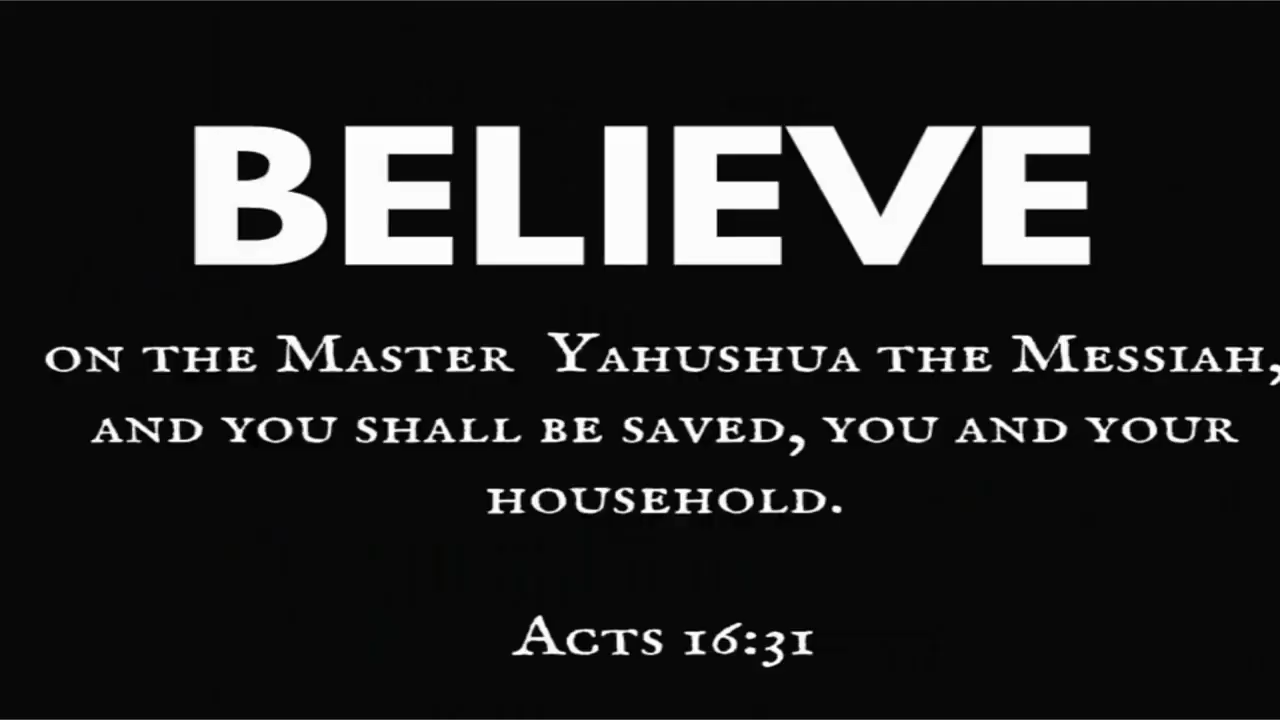 BELIEVE
on the Master Yahushua the Messiah,
and you shall be saved, you and your
household.
Acts 16:31